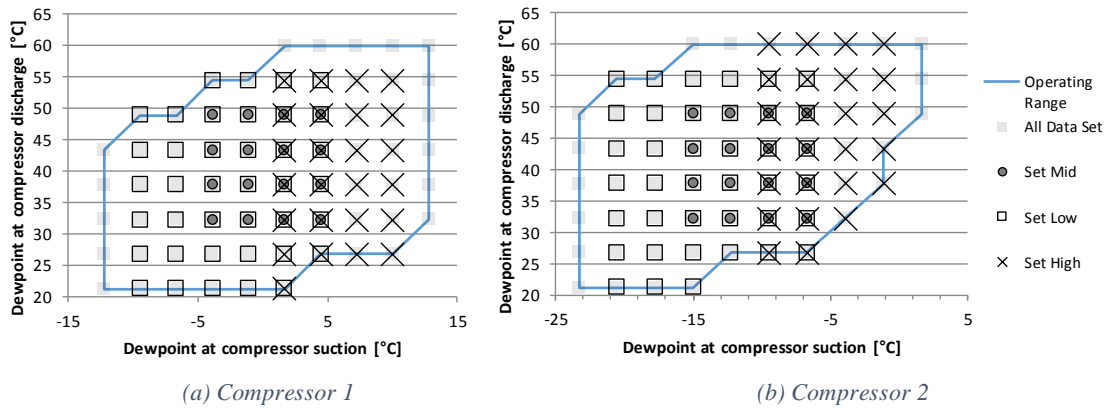 65
60
55
50
45
40
35
30
25
20
-15
-5
5
15
Dewpoint at compressor discharge [°C]
Dewpoint at compressor suction [°C]
(a) Compressor 1
65
60
55
50
45
40
35
30
25
20
-25
-15
-5
5
Dewpoint at compressor discharge [°C]
Dewpoint at compressor suction [°C]
(b) Compressor 2
Operating
Range
All Data Set
Set Mid
Set Low
Set High